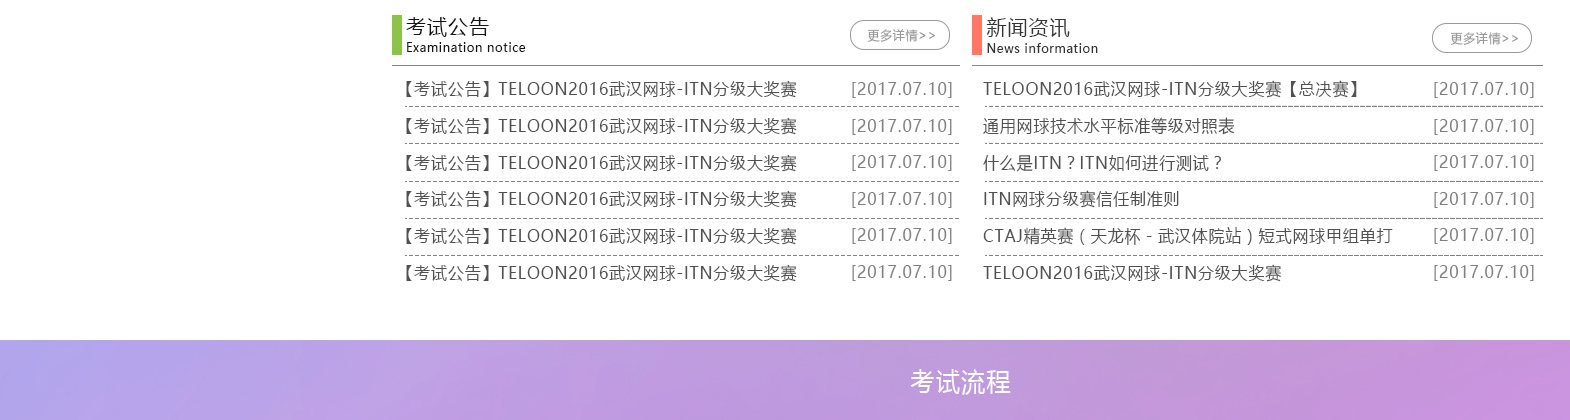 考试公告
Examination notice
更多详情>>
【考试公告】TELOON2016武汉网球-ITN分级大奖赛 [2017.07.10]
【考试公告】TELOON2016武汉网球-ITN分级大奖赛 [2017.07.10]
【考试公告】TELOON2016武汉网球-ITN分级大奖赛 [2017.07.10]
【考试公告】TELOON2016武汉网球-ITN分级大奖赛 [2017.07.10]
【考试公告】TELOON2016武汉网球-ITN分级大奖赛 [2017.07.10]
【考试公告】TELOON2016武汉网球-ITN分级大奖赛 [2017.07.10]
新闻资讯
News information
更多详情>>
TELOON2016武汉网球-ITN分级大奖赛【总决赛】 [2017.07.10]
通用网球技术水平标准等级对照表 [2017.07.10]
什么是ITN？ITN如何进行测试？ [2017.07.10]
ITN网球分级赛信任制准则 [2017.07.10]
CTAJ精英赛（天龙杯－武汉体院站）短式网球甲组单打 [2017.07.10]
TELOON2016武汉网球-ITN分级大奖赛 [2017.07.10]
考试流程